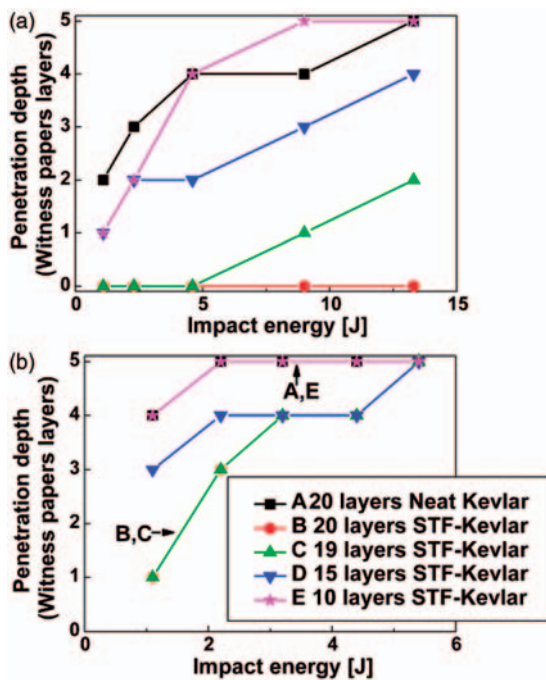 (a)
5
4
3
2
1
0
Penetration depth
(Witness papers layers)
0 5 10 15
Impact energy [J]
(b)
5
4
3
2
1
0
Penetration depth
(Witness papers layers)
A,E
B,C
A 20 layers Neat Kevlar
B 20 layers STF-Kevlar
C 19 layers STF-Kevlar
D 15 layers STF-Kevlar
E 10 layers STF-Kevlar
0 2 4 6
Impact energy [J]